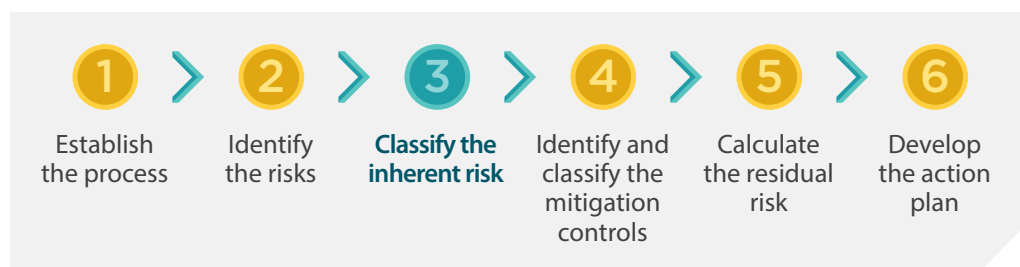 1
2
3
4
5
6
Establish
the process
Identify
the risks
Classify the
inherent risk
Identify and
classify the
mitigation
controls
Calculate
the residual
risk
Develop
the action
plan